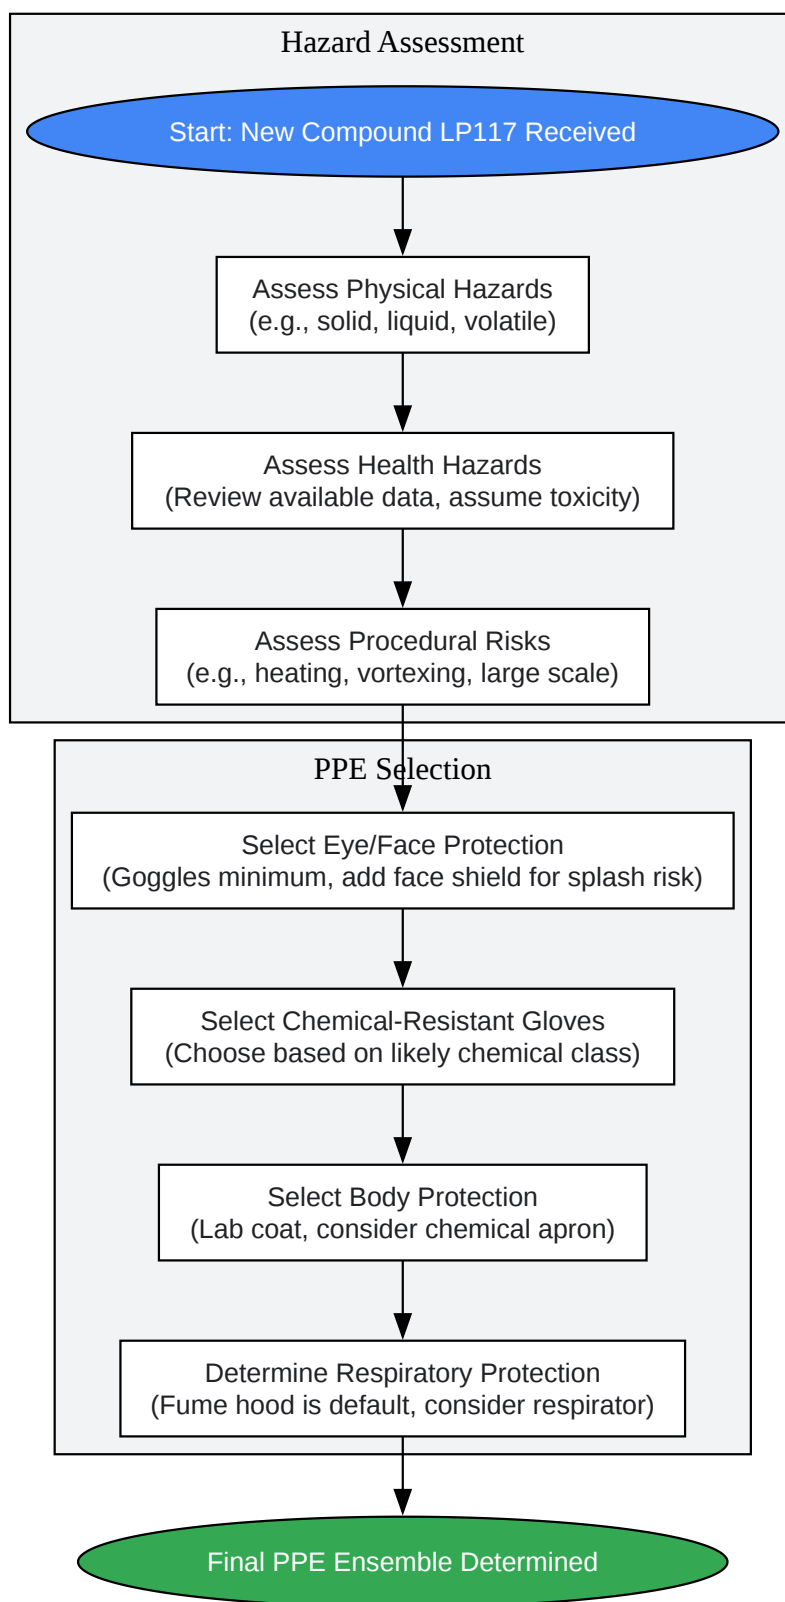 Hazard Assessment
Start: New Compound LP117 Received
Assess Physical Hazards
(e.g., solid, liquid, volatile)
Assess Health Hazards
(Review available data, assume toxicity)
Assess Procedural Risks
(e.g., heating, vortexing, large scale)
PPE Selection
Select Eye/Face Protection
(Goggles minimum, add face shield for splash risk)
Select Chemical-Resistant Gloves
(Choose based on likely chemical class)
Select Body Protection
(Lab coat, consider chemical apron)
Determine Respiratory Protection
(Fume hood is default, consider respirator)
Final PPE Ensemble Determined